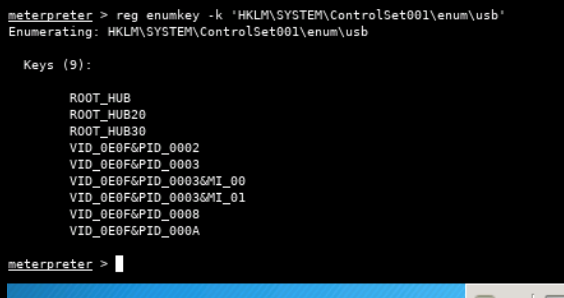 meterpreter > reg enumkey -k 'HKLM\SYSTEM\ControlSet001\enum\usb'
Enumerating: HKLM\SYSTEM\ControlSet001\enum\usb
Keys (9):
ROOT_HUB
ROOT_HUB20
ROOT_HUB30
VID_0E0F&PID_0002
VID_0E0F&PID_0003
VID_0E0F&PID_0003&MI_00
VID_0E0F&PID_0003&MI_01
VID_0E0F&PID_0008
VID_0E0F&PID_000A
meterpreter >